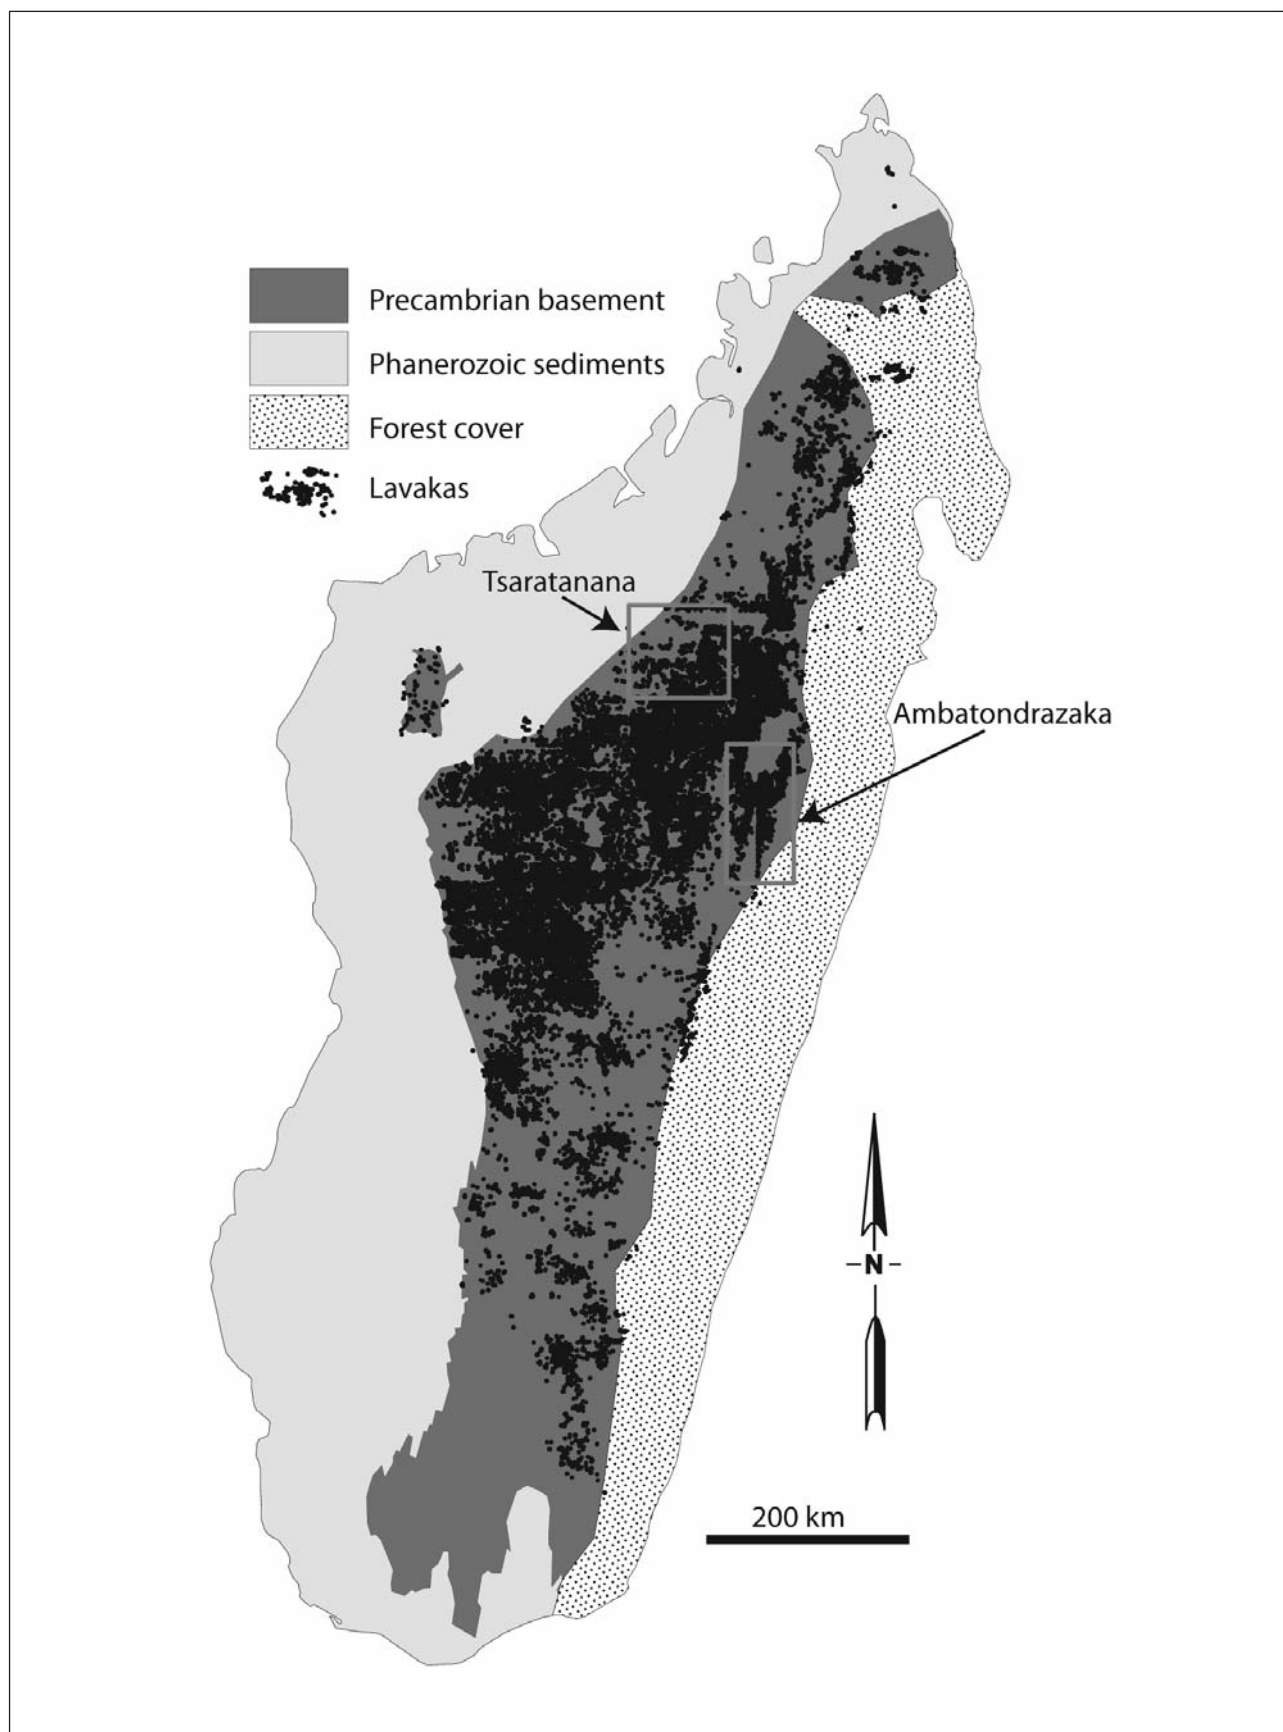 Precambrian basement
Phanerozoic sediments
Forest cover
Lavakas
Tsaratanana
Ambatondrazaka
-N-
200 km